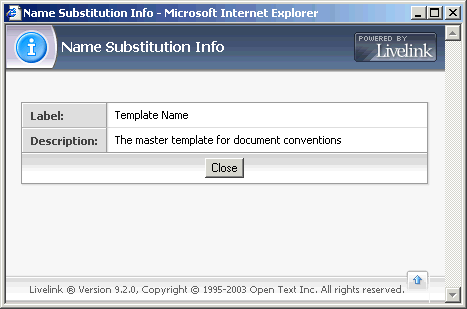 Name Substitution Info - Microsoft Internet Explorer
Name Substitution Info
POWERED BY
Livelink
Label: Template Name
Description: The master template for document conventions
Close
Livelink ® Version 9.2.0, Copyright © 1995-2003 Open Text Inc. All rights reserved.